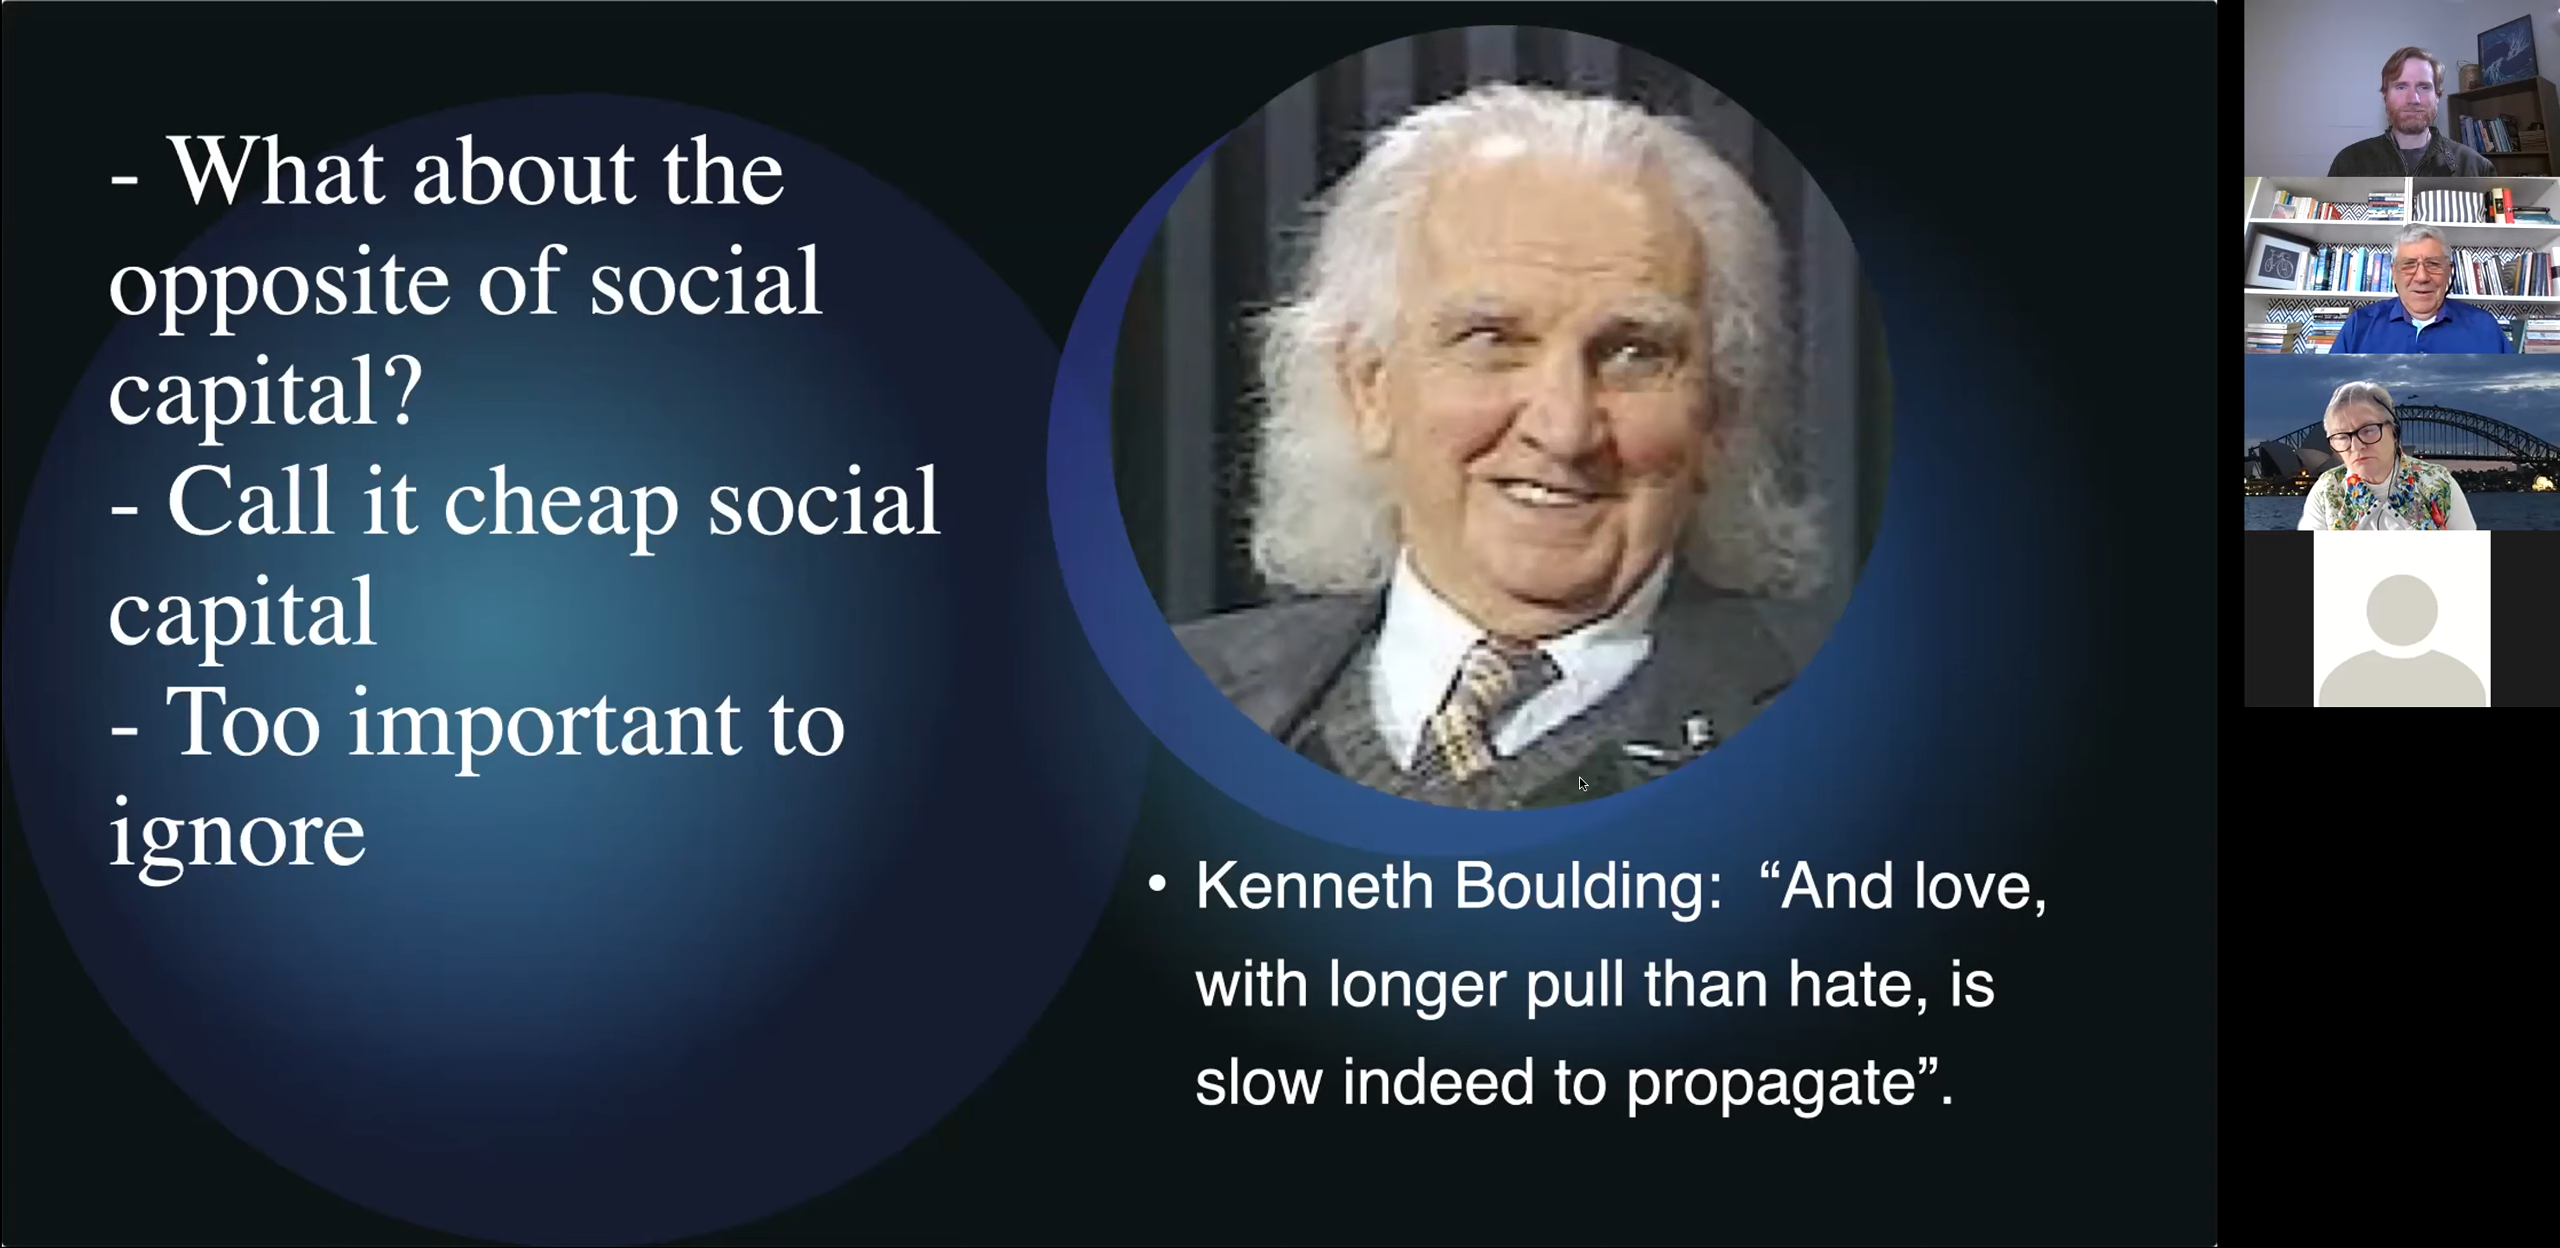 - What about the
opposite of social
capital?
- Call it cheap social
capital
- Too important to
ignore
• Kenneth Boulding:  “And love,
with longer pull than hate, is
slow indeed to propagate”.